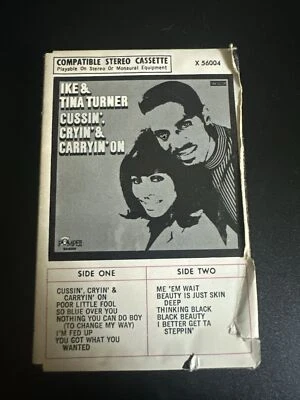 COMPATIBLE STEREO CASSETTE
Playable On Stereo Or Monaural Equipment
X 56004
IKE &
TINA TURNER
CUSSIN',
CRYIN' &
CARRYIN' ON
POMPEII
SIDE ONE
CUSSIN', CRYIN' &
CARRYIN' ON
POOR LITTLE FOOL
SO BLUE OVER YOU
NOTHING YOU CAN DO BOY
(TO CHANGE MY WAY)
I'M FED UP
YOU GOT WHAT YOU
WANTED
SIDE TWO
ME 'EM WAIT
BEAUTY IS JUST SKIN
DEEP
THINKING BLACK
BLACK BEAUTY
I BETTER GET TA
STEPPIN'